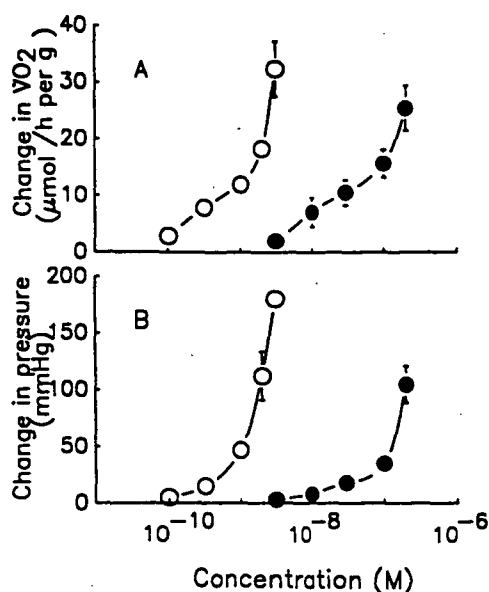 Change in V̇O2
(μmol/h per g)
40
30
20
10
0
A
Change in pressure
(mmHg)
200
150
100
50
0
B
10-10
10-8
10-6
Concentration (M)